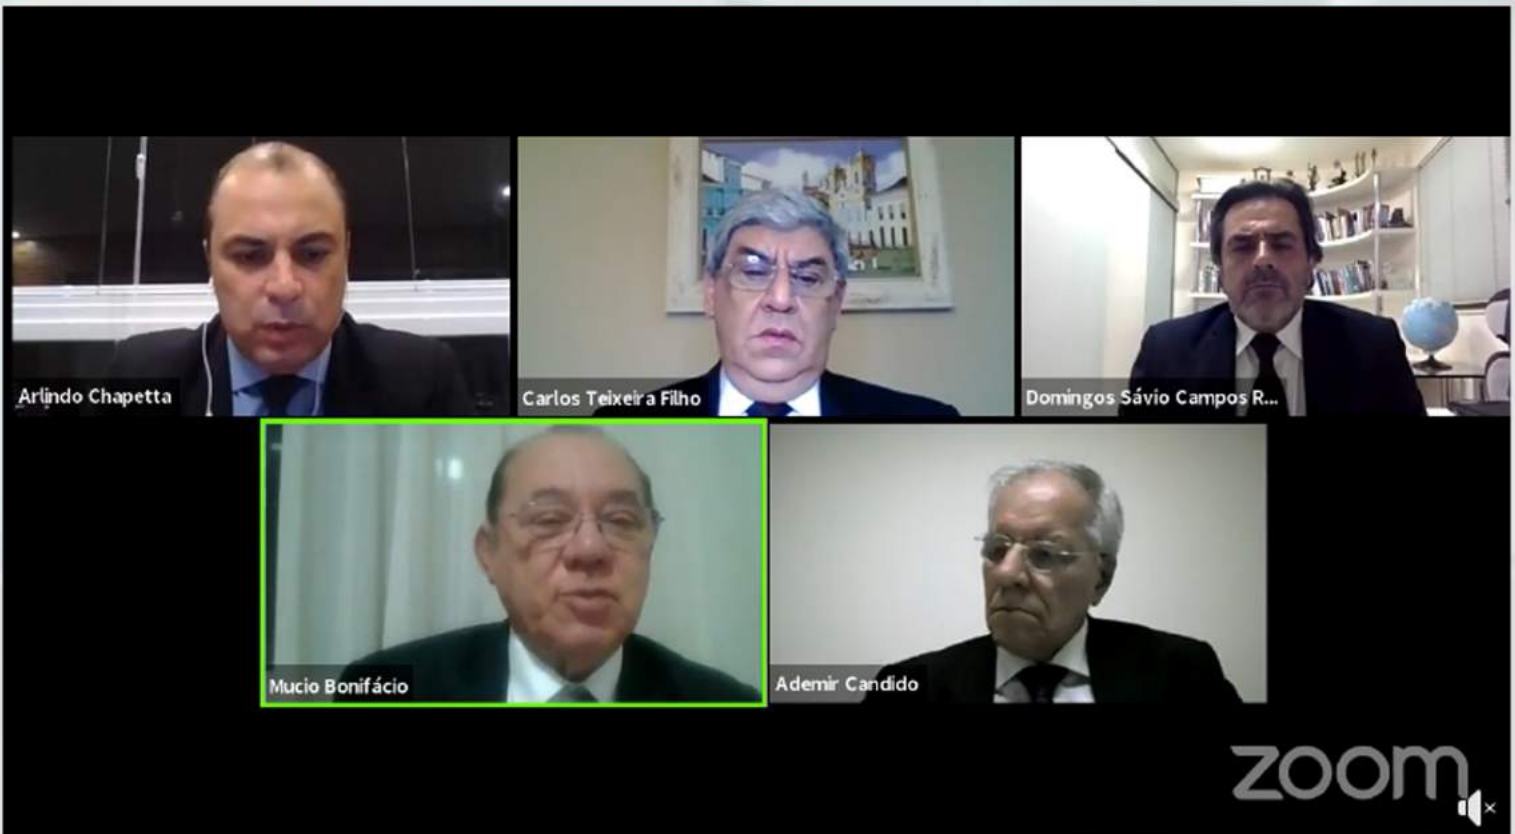 Arlindo Chapetta
Carlos Teixeira Filho
Domingos Sávio Campos R...
Mucio Bonifácio
Ademir Candido
zoom